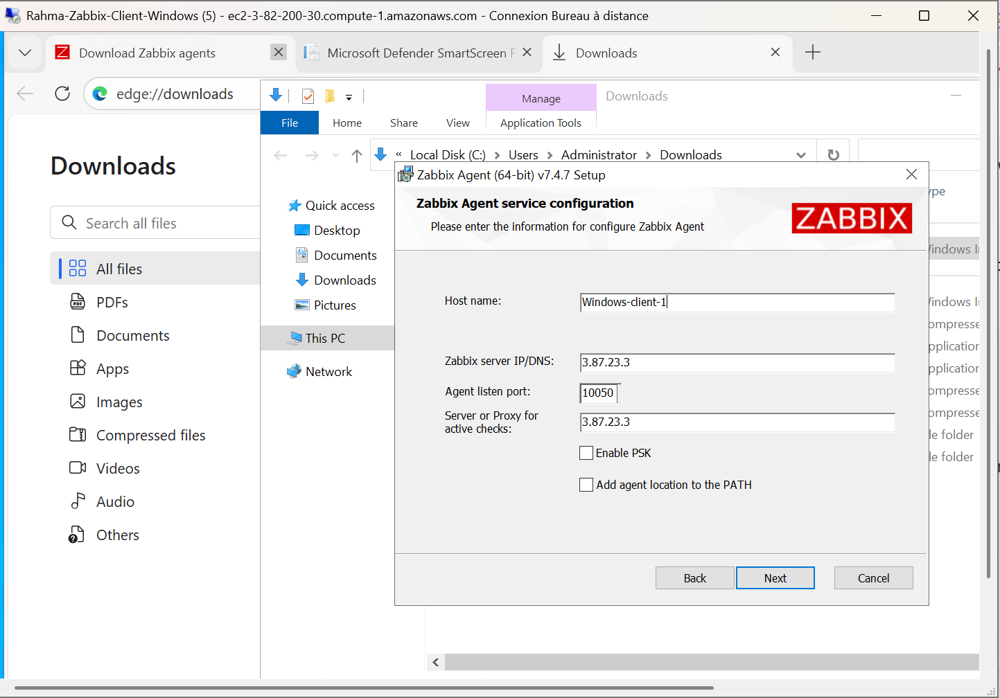 Rahma-Zabbix-Client-Windows (5) - ec2-3-82-200-30.compute-1.amazonaws.com - Connexion Bureau à distance
Download Zabbix agents
Microsoft Defender SmartScreen F
Downloads
edge://downloads
Manage
Downloads
File
Home
Share
View
Application Tools
« Local Disk (C:) > Users > Administrator > Downloads
Downloads
Search all files
All files
PDFs
Documents
Apps
Images
Compressed files
Videos
Audio
Others
Quick access
Desktop
Documents
Downloads
Pictures
This PC
Network
Zabbix Agent (64-bit) v7.4.7 Setup
Zabbix Agent service configuration
Please enter the information for configure Zabbix Agent
ZABBIX
Host name:
Windows-client-1
Zabbix server IP/DNS:
3.87.23.3
Agent listen port:
10050
Server or Proxy for
active checks:
3.87.23.3
Enable PSK
Add agent location to the PATH
Back
Next
Cancel
ype
indows I
indows I
ompresse
pplication
pplication
ompresse
ompresse
le folder
le folder